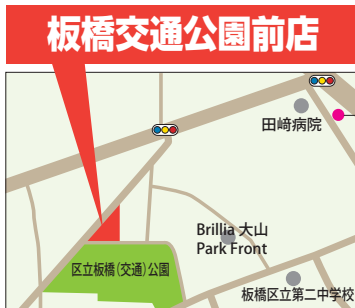 板橋交通公園前店
田﨑病院
Brillia 大山
Park Front
区立板橋(交通)公園
板橋区立第二中学校